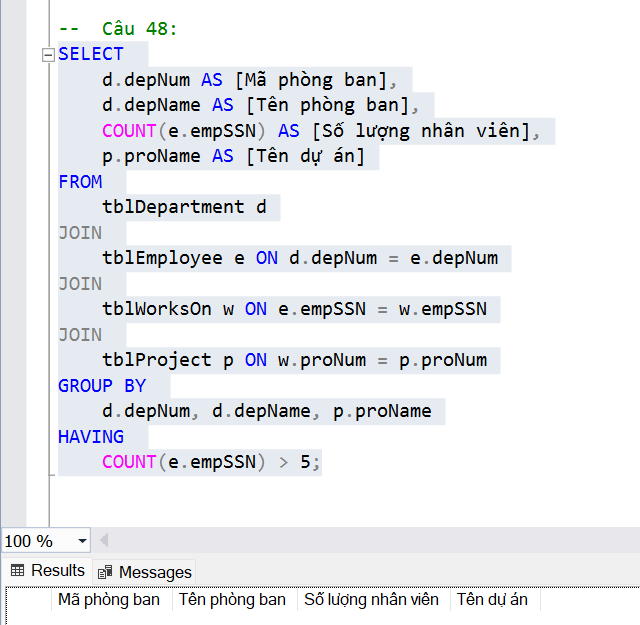 -- Câu 48:
SELECT
d.depNum AS [Mã phòng ban],
d.depName AS [Tên phòng ban],
COUNT(e.empSSN) AS [Số lượng nhân viên],
p.proName AS [Tên dự án]
FROM
tblDepartment d
JOIN
tblEmployee e ON d.depNum = e.depNum
JOIN
tblWorksOn w ON e.empSSN = w.empSSN
JOIN
tblProject p ON w.proNum = p.proNum
GROUP BY
d.depNum, d.depName, p.proName
HAVING
COUNT(e.empSSN) > 5;
100 %
Results Messages
Mã phòng ban Tên phòng ban Số lượng nhân viên Tên dự án